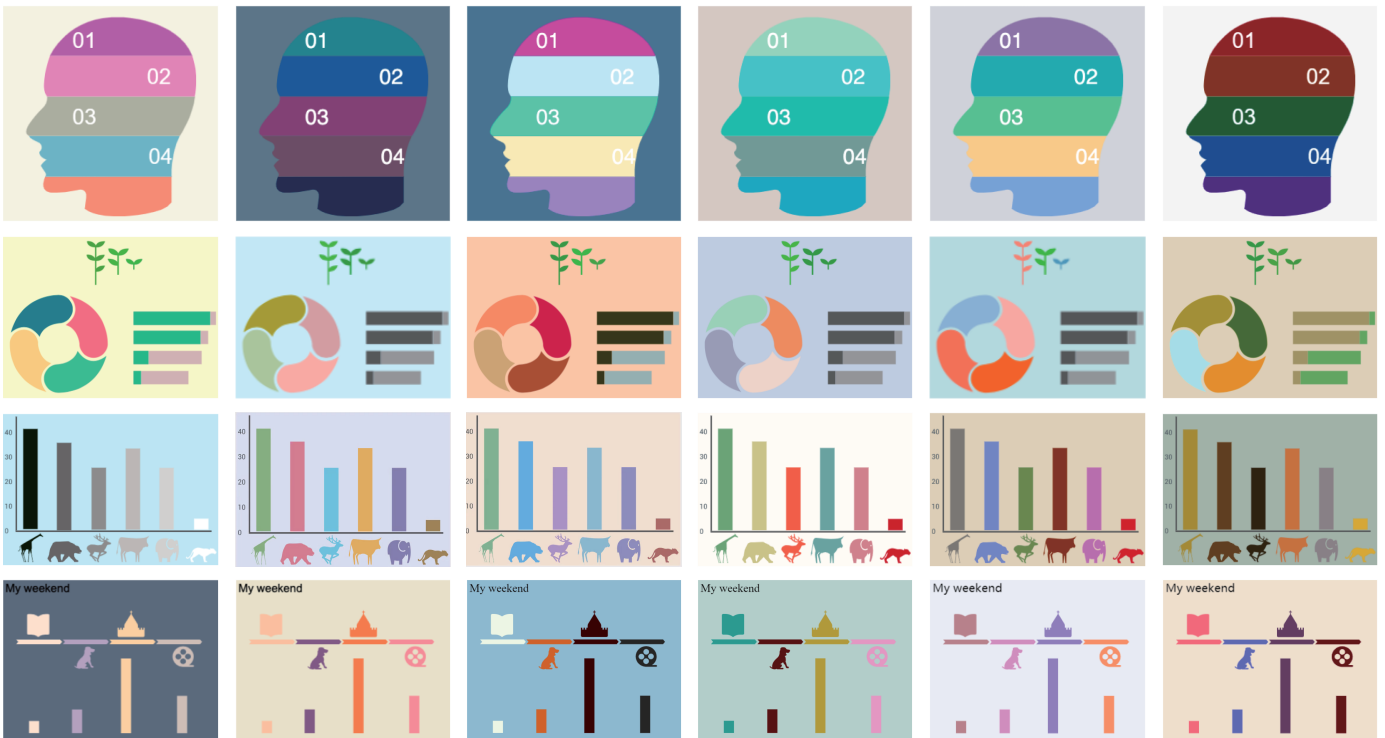 01 01 01 01 01 01
02 02 02 02 02 02
03 03 03 03 03 03
04 04 04 04 04 04
40 40 40 40 40 40
30 30 30 30 30 30
20 20 20 20 20 20
10 10 10 10 10 10
0 0 0 0 0 0
My weekend My weekend My weekend My weekend My weekend My weekend